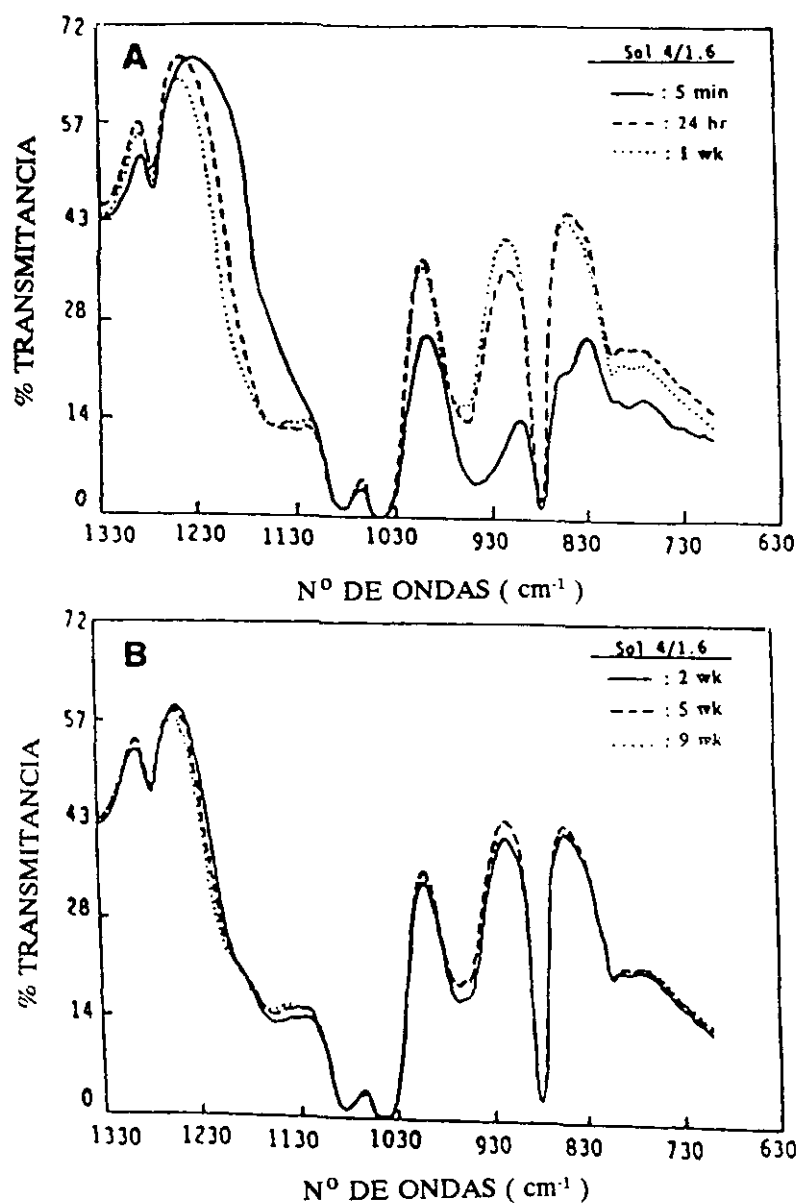 72
A
Sol 4/1.6
: 5 min
: 24 hr
: 1 wk
57
43
28
14
0
% TRANSMITANCIA
1330 1230 1130 1030 930 830 730 630
Nº DE ONDAS ( cm-1 )
72
B
Sol 4/1.6
: 2 wk
: 5 wk
: 9 wk
57
43
28
14
0
% TRANSMITANCIA
1330 1230 1130 1030 930 830 730 630
Nº DE ONDAS ( cm-1 )